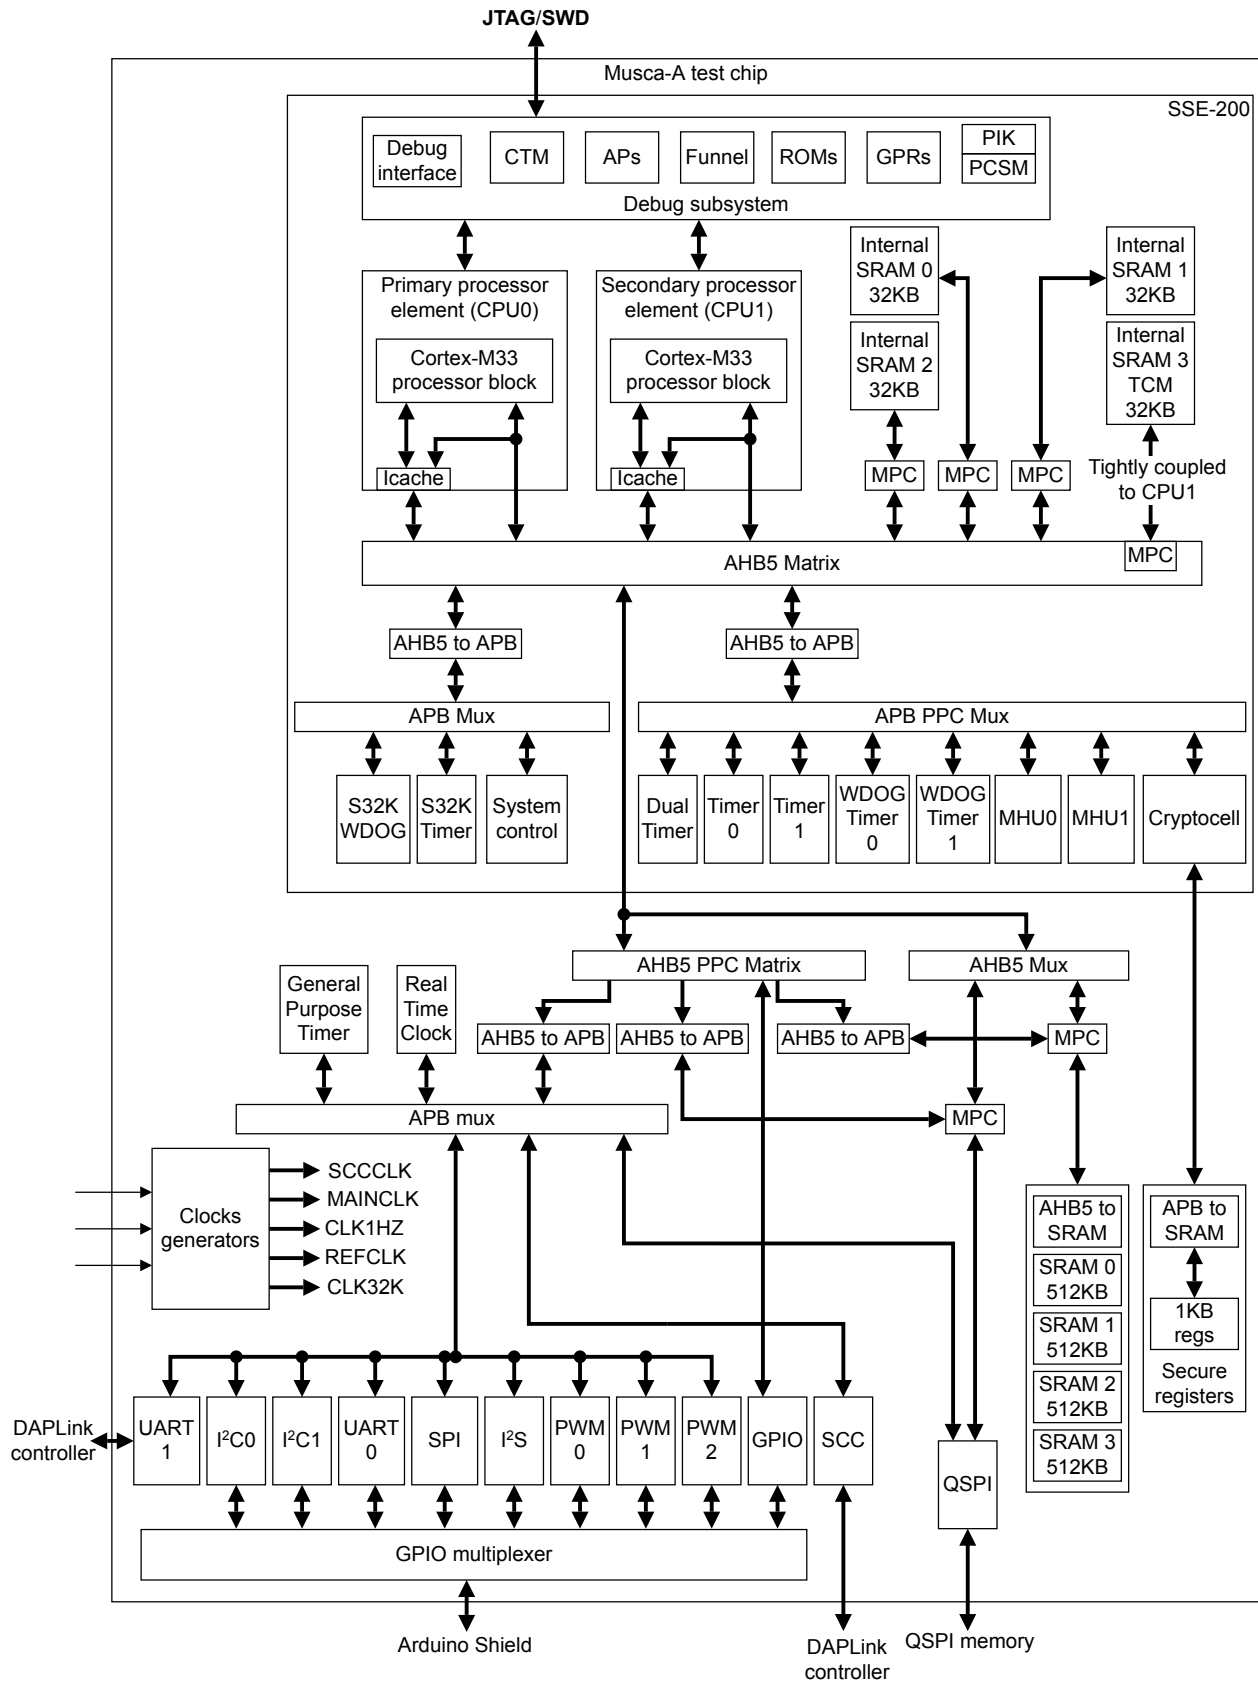 JTAG/SWD
Musca-A test chip
SSE-200
Debug
interface
CTM
APs
Funnel
ROMs
GPRs
PIK
PCSM
Debug subsystem
Primary processor
element (CPU0)
Cortex-M33
processor block
Icache
Secondary processor
element (CPU1)
Cortex-M33
processor block
Icache
Internal
SRAM 0
32KB
Internal
SRAM 2
32KB
Internal
SRAM 1
32KB
Internal
SRAM 3
TCM
32KB
MPC
MPC
MPC
Tightly coupled
to CPU1
MPC
AHB5 Matrix
AHB5 to APB
AHB5 to APB
APB Mux
APB PPC Mux
S32K
WDOG
S32K
Timer
System
control
Dual
Timer
Timer
0
Timer
1
WDOG
Timer
0
WDOG
Timer
1
MHU0
MHU1
Cryptocell
AHB5 PPC Matrix
AHB5 Mux
General
Purpose
Timer
Real
Time
Clock
AHB5 to APB
AHB5 to APB
AHB5 to APB
MPC
APB mux
MPC
Clocks
generators
SCCCLK
MAINCLK
CLK1HZ
REFCLK
CLK32K
AHB5 to
SRAM
SRAM 0
512KB
SRAM 1
512KB
SRAM 2
512KB
SRAM 3
512KB
APB to
SRAM
1KB
regs
Secure
registers
DAPLink
controller
UART
1
I²C0
I²C1
UART
0
SPI
I²S
PWM
0
PWM
1
PWM
2
GPIO
SCC
QSPI
GPIO multiplexer
Arduino Shield
DAPLink
controller
QSPI memory